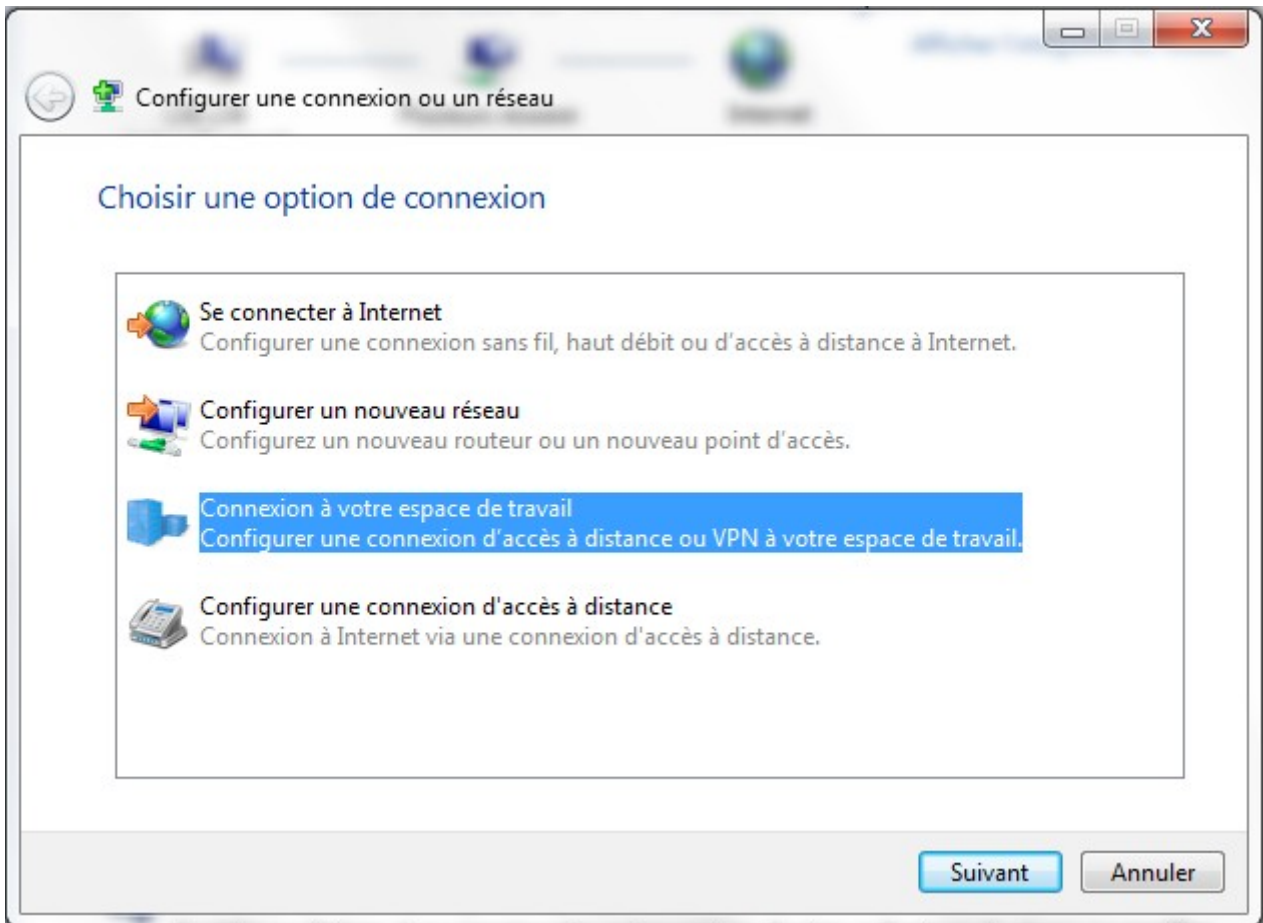 Configurer une connexion ou un réseau
Choisir une option de connexion
Se connecter à Internet
Configurer une connexion sans fil, haut débit ou d'accès à distance à Internet.
Configurer un nouveau réseau
Configurez un nouveau routeur ou un nouveau point d'accès.
Connexion à votre espace de travail
Configurer une connexion d'accès à distance ou VPN à votre espace de travail.
Configurer une connexion d'accès à distance
Connexion à Internet via une connexion d'accès à distance.
Suivant
Annuler